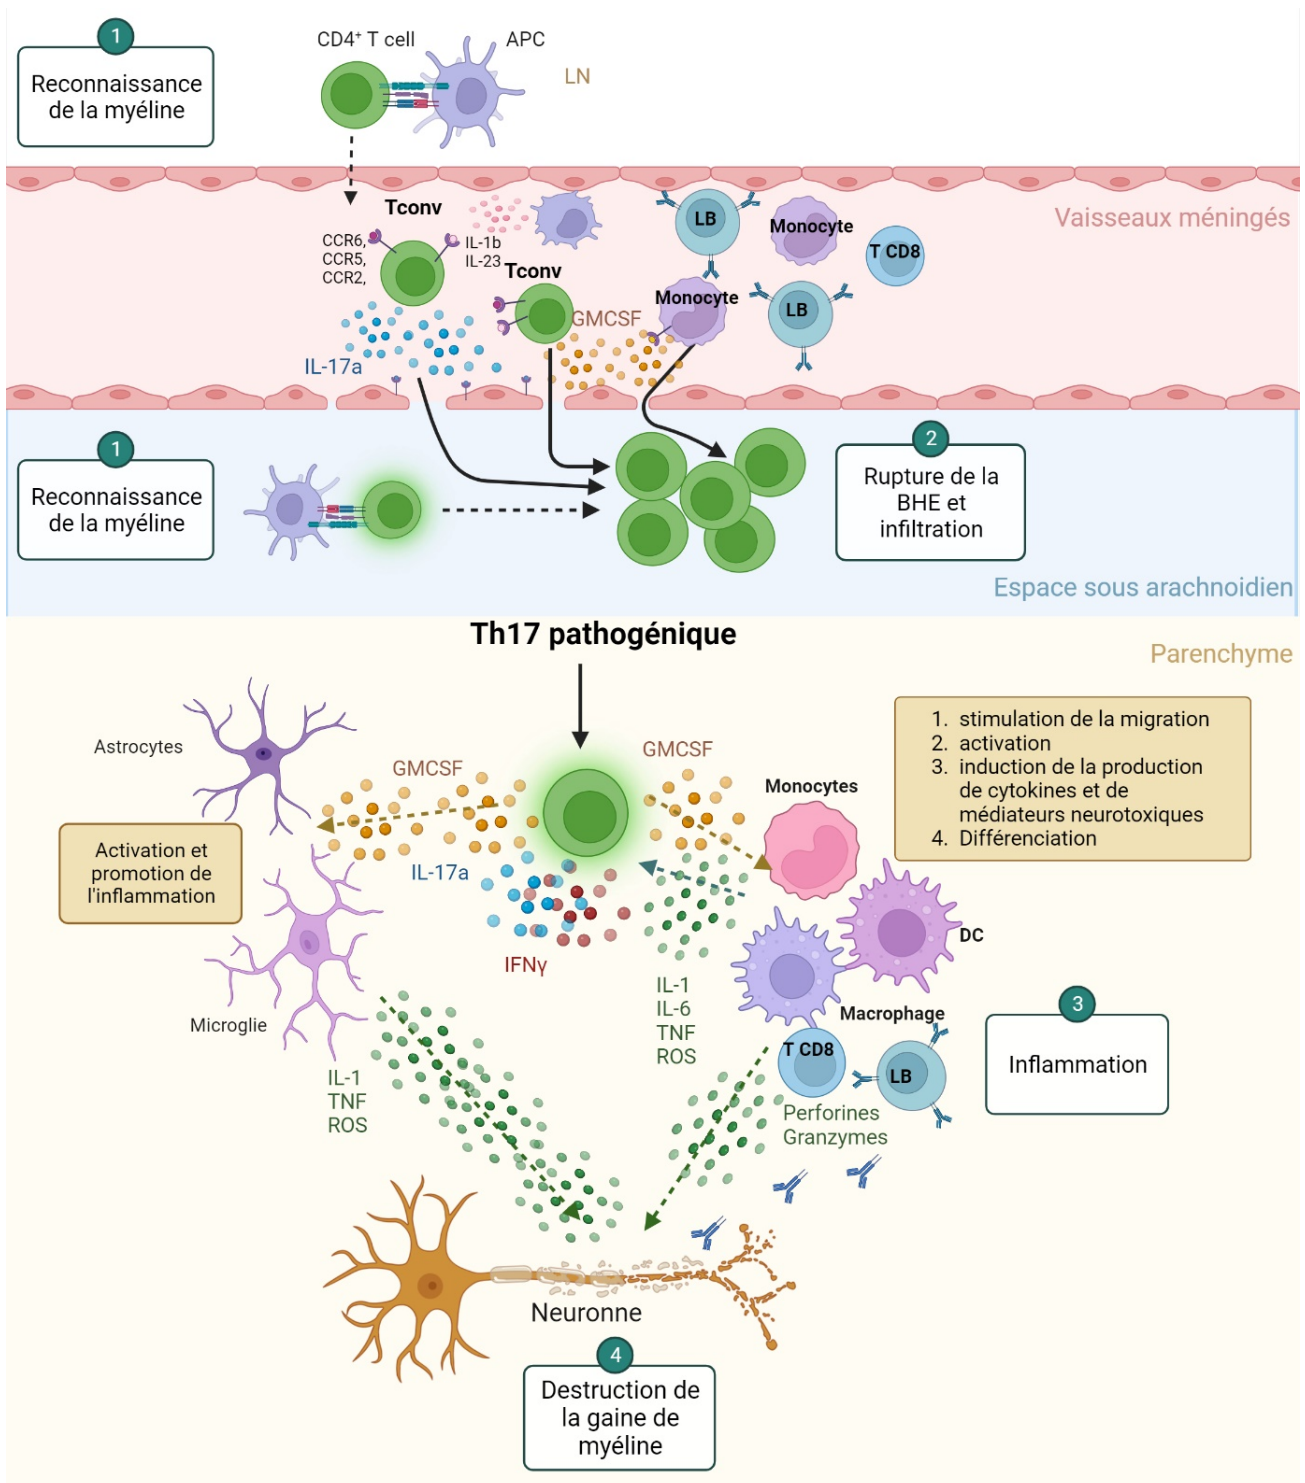 1
Reconnaissance
de la myéline
CD4⁺ T cell
APC
LN
Vaisseaux méningés
Tconv
CCR6,
CCR5,
CCR2,
IL-1b
IL-23
Tconv
LB
Monocyte
T CD8
Monocyte
LB
GMCSF
IL-17a
1
Reconnaissance
de la myéline
2
Rupture de la
BHE et
infiltration
Espace sous arachnoidien
Th17 pathogénique
Parenchyme
Astrocytes
GMCSF
GMCSF
Monocytes
1. stimulation de la migration
2. activation
3. induction de la production
de cytokines et de
médiateurs neurotoxiques
4. Différenciation
Activation et
promotion de
l'inflammation
IL-17a
IFNγ
DC
IL-1
IL-6
TNF
ROS
Microglie
Macrophage
3
Inflammation
T CD8
LB
IL-1
TNF
ROS
Perforines
Granzymes
Neuronne
4
Destruction de
la gaine de
myéline